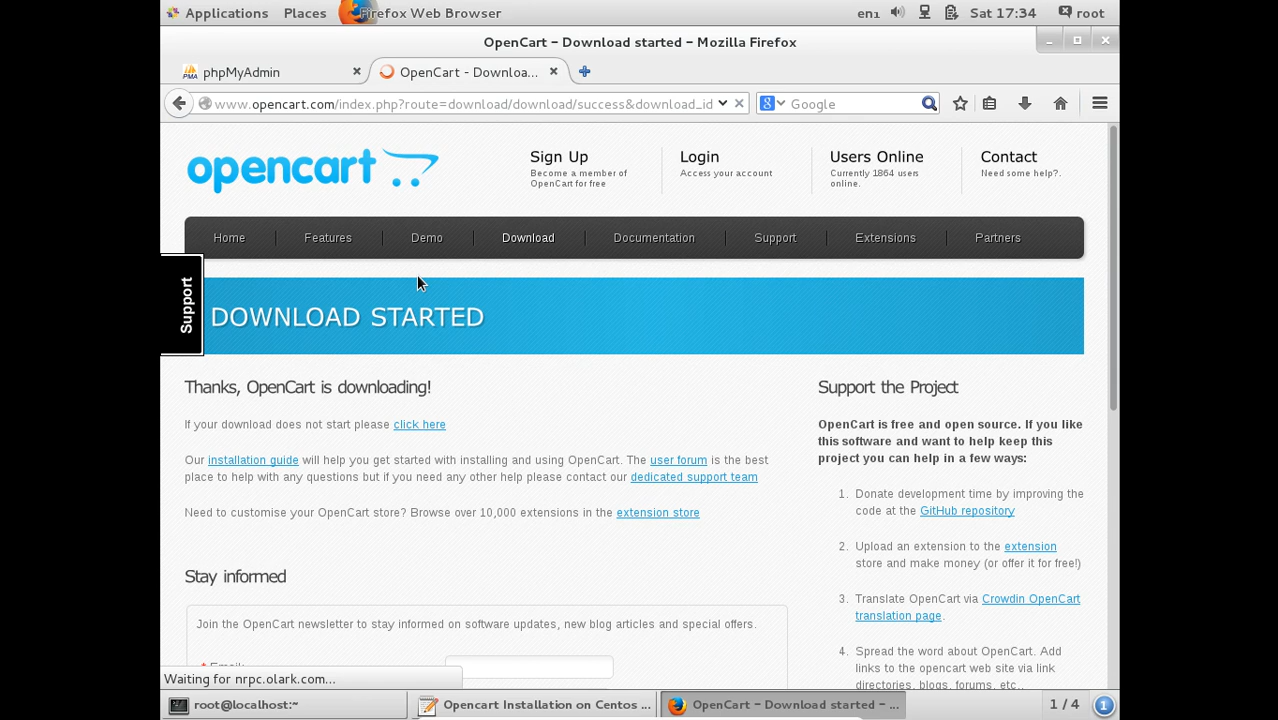 Applications Places Firefox Web Browser en1 Sat 17:34 root
OpenCart - Download started - Mozilla Firefox
PMA phpMyAdmin OpenCart - Downloa...
www.opencart.com/index.php?route=download/download/success&download_id 8 Google
opencart
Sign Up
Become a member of
OpenCart for free
Login
Access your account
Users Online
Currently 1864 users
online.
Contact
Need some help?.
Home Features Demo Download Documentation Support Extensions Partners
Support
DOWNLOAD STARTED
Thanks, OpenCart is downloading!
If your download does not start please click here
Our installation guide will help you get started with installing and using OpenCart. The user forum is the best
place to help with any questions but if you need any other help please contact our dedicated support team
Need to customise your OpenCart store? Browse over 10,000 extensions in the extension store
Stay informed
Join the OpenCart newsletter to stay informed on software updates, new blog articles and special offers.
* Email:
Support the Project
OpenCart is free and open source. If you like
this software and want to help keep this
project you can help in a few ways:
1. Donate development time by improving the
code at the GitHub repository
2. Upload an extension to the extension
store and make money (or offer it for free!)
3. Translate OpenCart via Crowdin OpenCart
translation page.
4. Spread the word about OpenCart. Add
links to the opencart web site via link
directories, blogs, forums, etc..
Waiting for nrpc.olark.com...
root@localhost:~ Opencart Installation on Centos ... OpenCart - Download started - ... 1 / 4 1